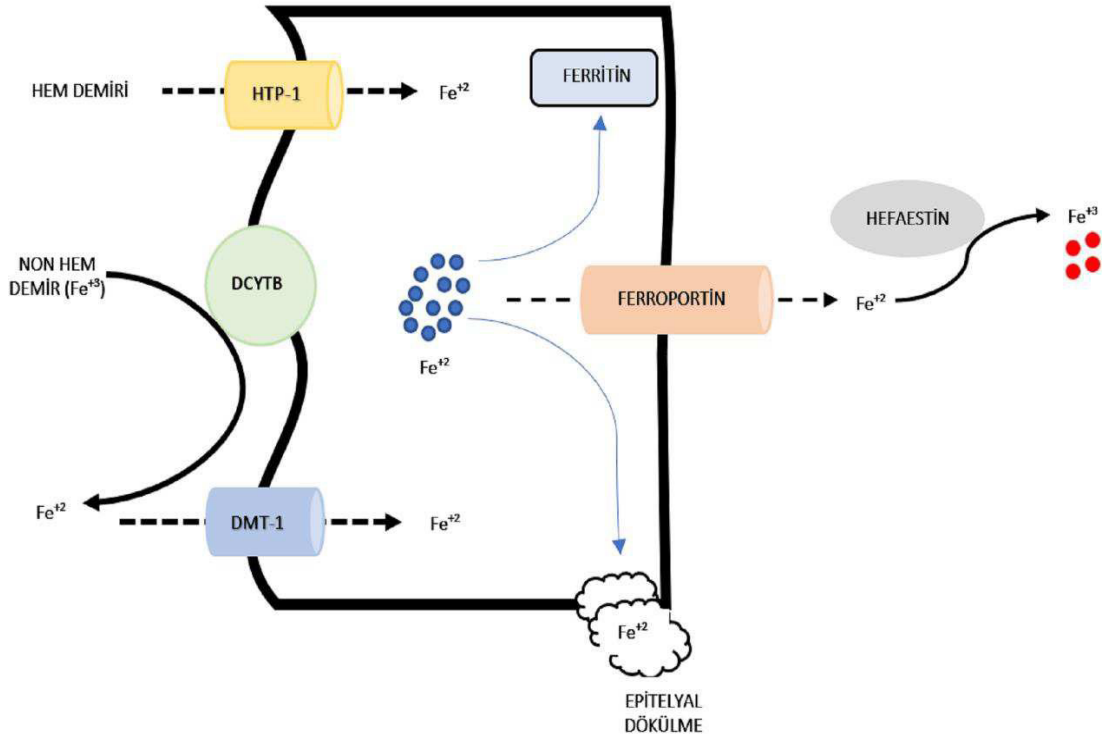 HEM DEMİRİ
HTP-1
Fe+2
FERRİTİN
HEFAESTİN
Fe+3
NON HEM
DEMİR (Fe+3)
DCYTB
Fe+2
FERROPORTİN
Fe+2
Fe+2
DMT-1
Fe+2
Fe+2
EPİTELYAL
DÖKÜLME